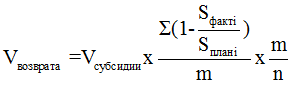 V возврата = V субсидии x Σ(1- S факті / S плані ) / m x m / n